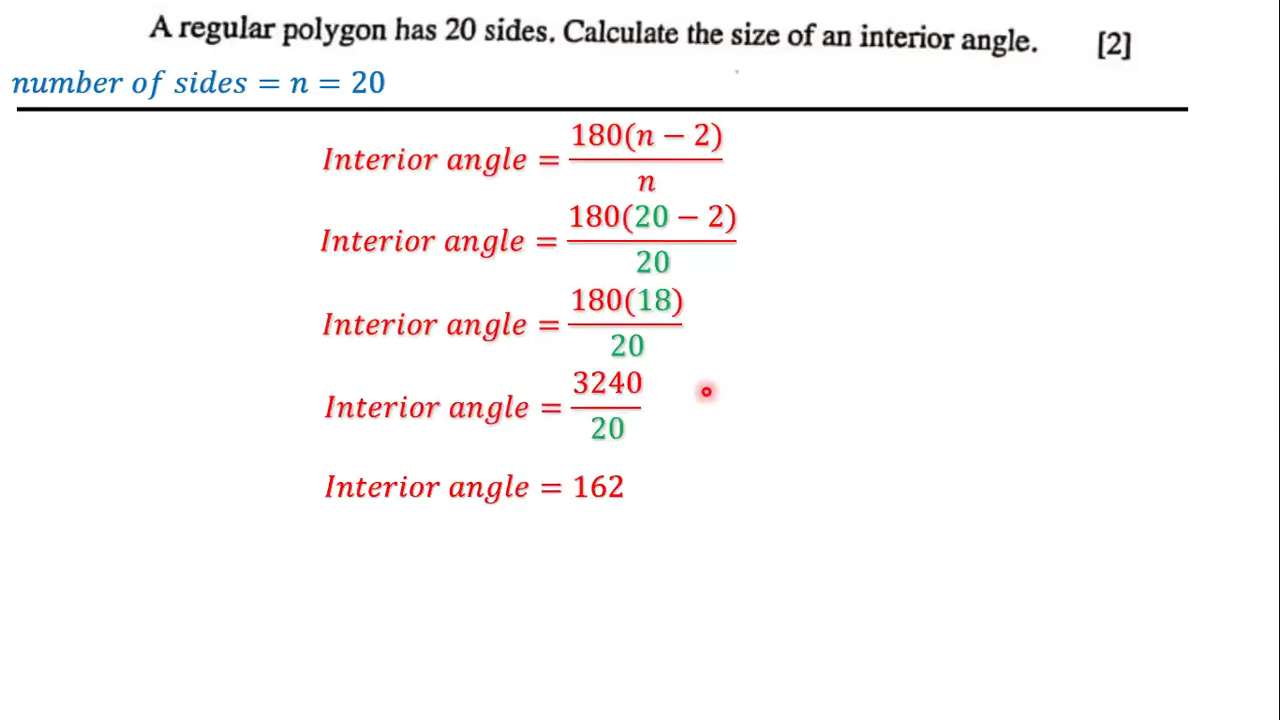 A regular polygon has 20 sides. Calculate the size of an interior angle. [2]
number of sides = n = 20
Interior angle = 180(n − 2)/n
Interior angle = 180(20 − 2)/20
Interior angle = 180(18)/20
Interior angle = 3240/20
Interior angle = 162